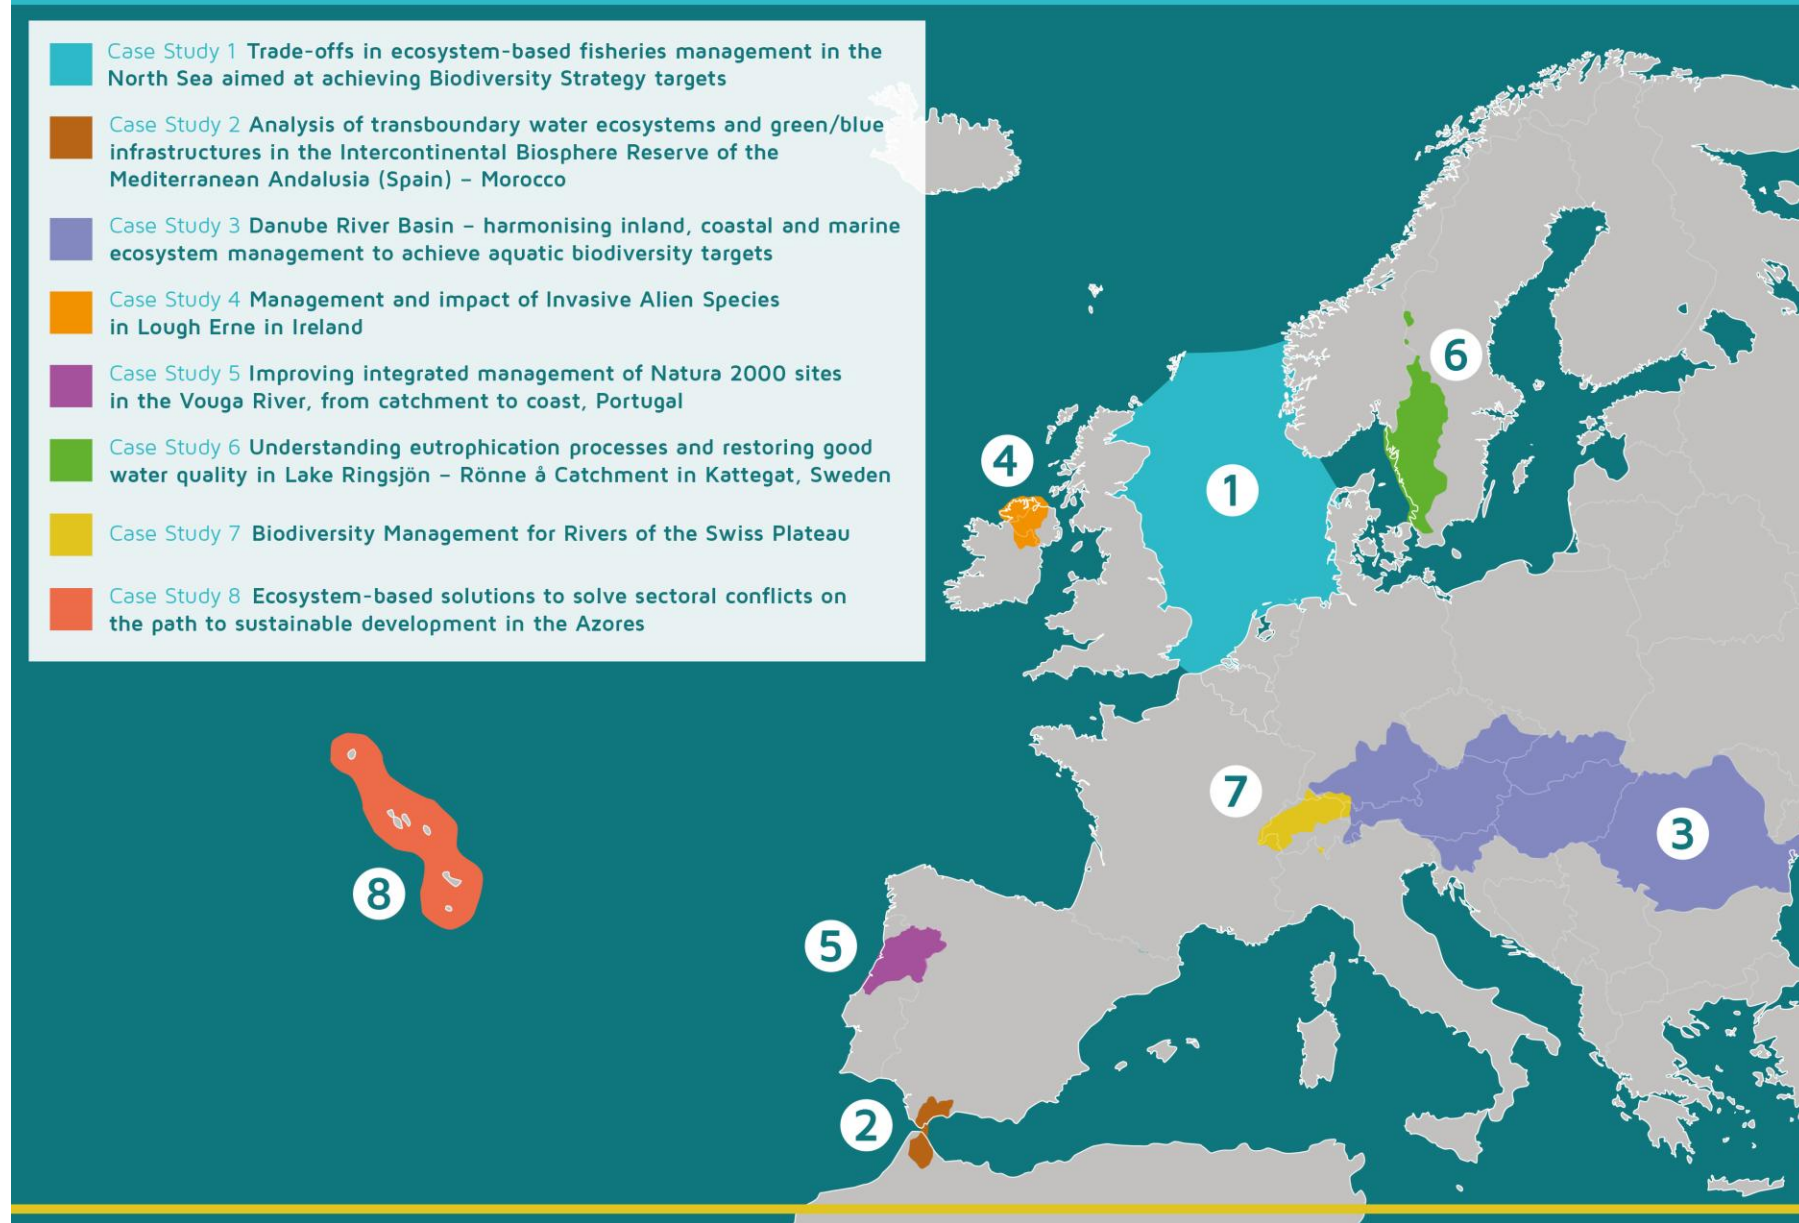 Case Study 1 Trade-offs in ecosystem-based fisheries management in the
North Sea aimed at achieving Biodiversity Strategy targets
Case Study 2 Analysis of transboundary water ecosystems and green/blue
infrastructures in the Intercontinental Biosphere Reserve of the
Mediterranean Andalusia (Spain) – Morocco
Case Study 3 Danube River Basin – harmonising inland, coastal and marine
ecosystem management to achieve aquatic biodiversity targets
Case Study 4 Management and impact of Invasive Alien Species
in Lough Erne in Ireland
Case Study 5 Improving integrated management of Natura 2000 sites
in the Vouga River, from catchment to coast, Portugal
Case Study 6 Understanding eutrophication processes and restoring good
water quality in Lake Ringsjön – Rönne å Catchment in Kattegat, Sweden
Case Study 7 Biodiversity Management for Rivers of the Swiss Plateau
Case Study 8 Ecosystem-based solutions to solve sectoral conflicts on
the path to sustainable development in the Azores
6
4
1
7
3
8
5
2